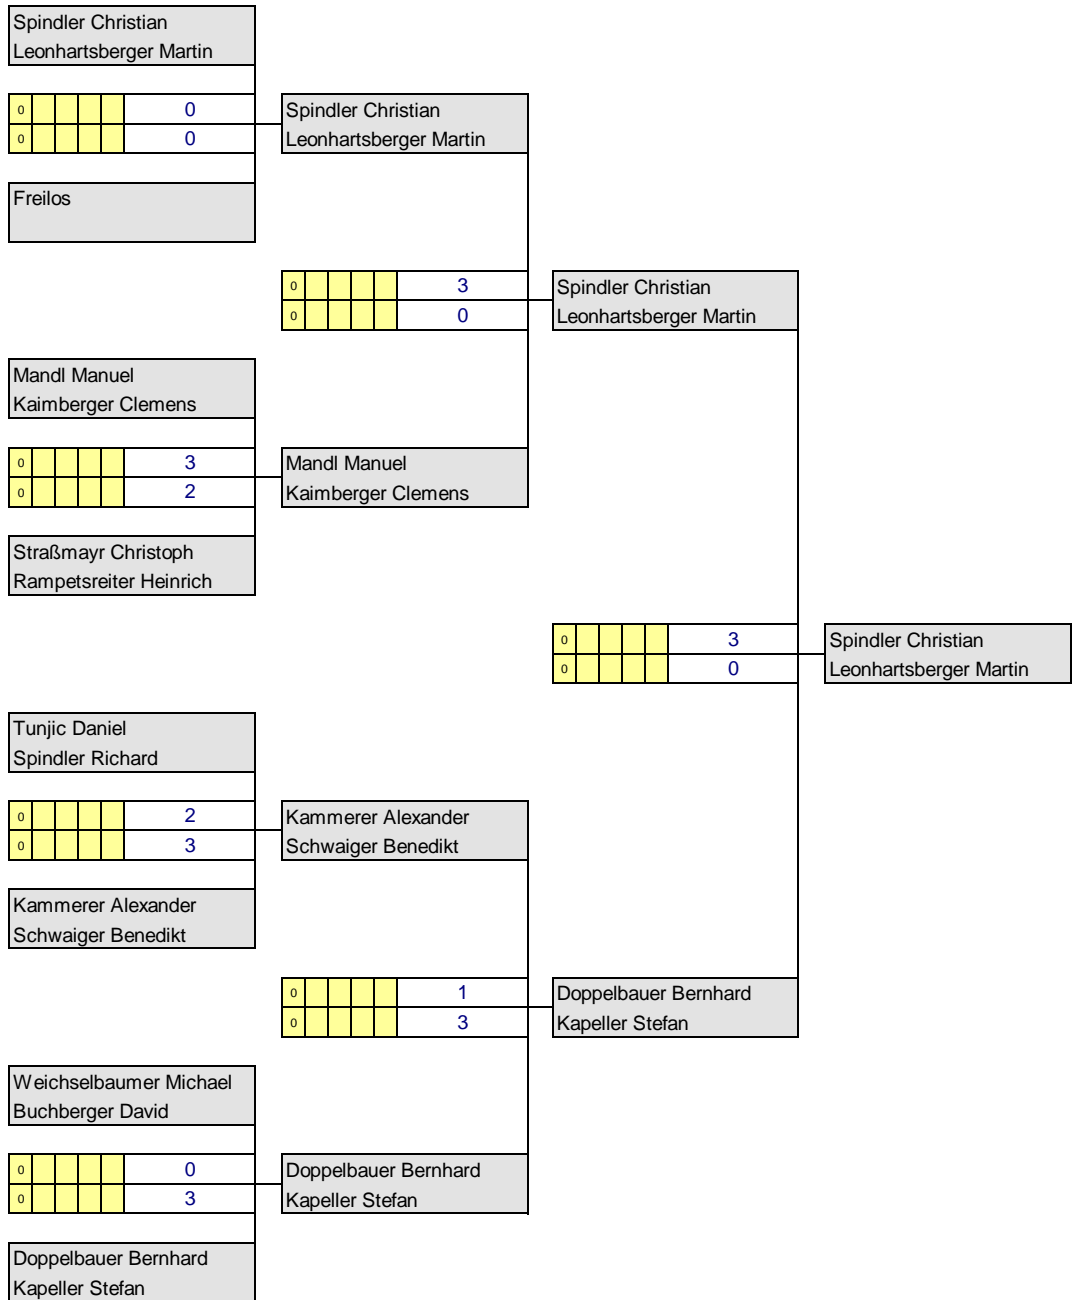 Spindler Christian
Leonhartsberger Martin
0 0
Spindler Christian
0 0
Leonhartsberger Martin
Freilos
0 3
Spindler Christian
0 0
Leonhartsberger Martin
Mandl Manuel
Kaimberger Clemens
0 3
Mandl Manuel
0 2
Kaimberger Clemens
Straßmayr Christoph
Rampetsreiter Heinrich
0 3
Spindler Christian
0 0
Leonhartsberger Martin
Tunjic Daniel
Spindler Richard
0 2
Kammerer Alexander
0 3
Schwaiger Benedikt
Kammerer Alexander
Schwaiger Benedikt
0 1
Doppelbauer Bernhard
0 3
Kapeller Stefan
Weichselbaumer Michael
Buchberger David
0 0
Doppelbauer Bernhard
0 3
Kapeller Stefan
Doppelbauer Bernhard
Kapeller Stefan